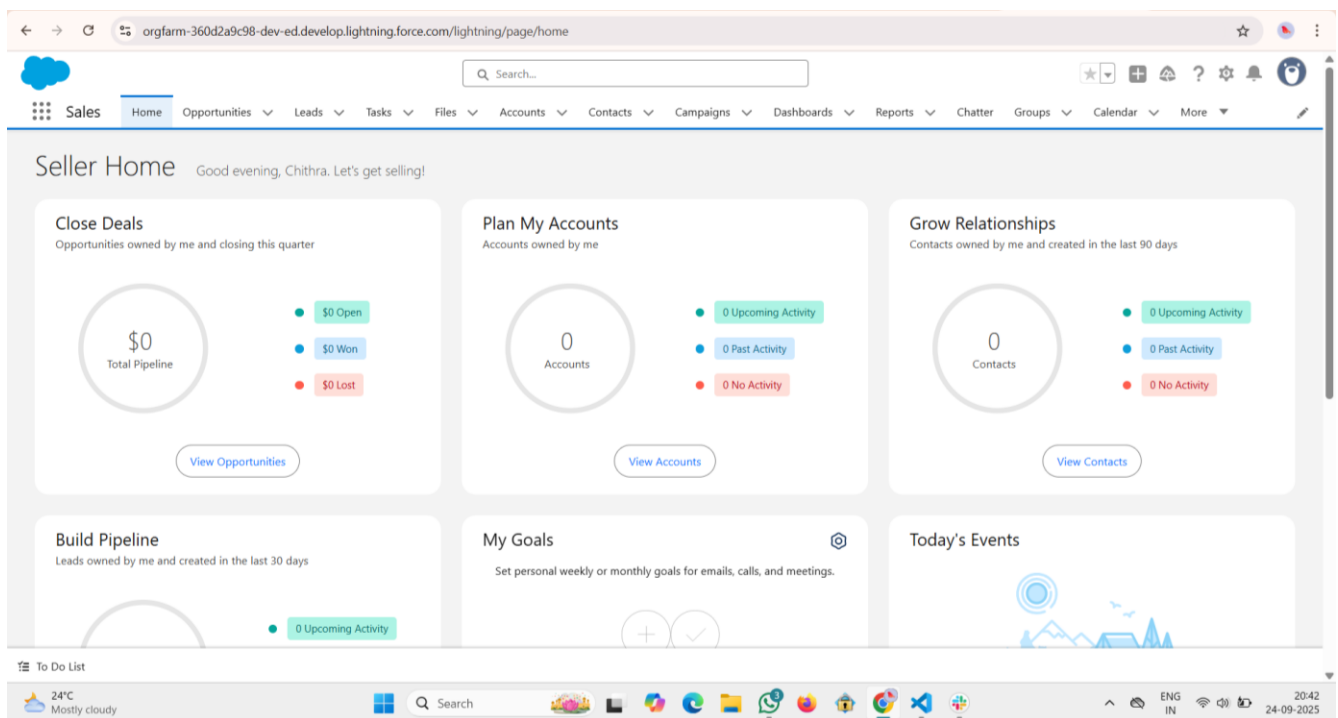 orgfarm-360d2a9c98-dev-ed.develop.lightning.force.com/lightning/page/home
Search...
Sales Home Opportunities Leads Tasks Files Accounts Contacts Campaigns Dashboards Reports Chatter Groups Calendar More
Seller Home Good evening, Chithra. Let's get selling!
Close Deals
Opportunities owned by me and closing this quarter
$0
Total Pipeline
$0 Open
$0 Won
$0 Lost
View Opportunities
Plan My Accounts
Accounts owned by me
0
Accounts
0 Upcoming Activity
0 Past Activity
0 No Activity
View Accounts
Grow Relationships
Contacts owned by me and created in the last 90 days
0
Contacts
0 Upcoming Activity
0 Past Activity
0 No Activity
View Contacts
Build Pipeline
Leads owned by me and created in the last 30 days
0 Upcoming Activity
My Goals
Set personal weekly or monthly goals for emails, calls, and meetings.
Today's Events
To Do List
24°C
Mostly cloudy
Search
3
ENG
IN
20:42
24-09-2025